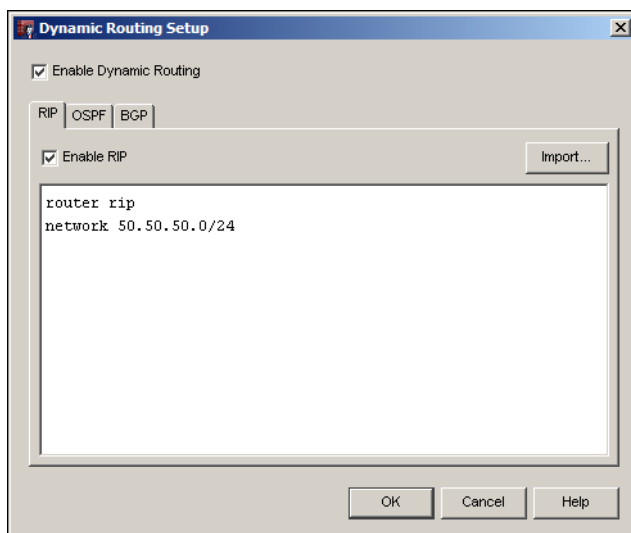 Dynamic Routing Setup
Enable Dynamic Routing
RIP OSPF BGP
Enable RIP Import...
router rip
network 50.50.50.0/24
OK Cancel Help